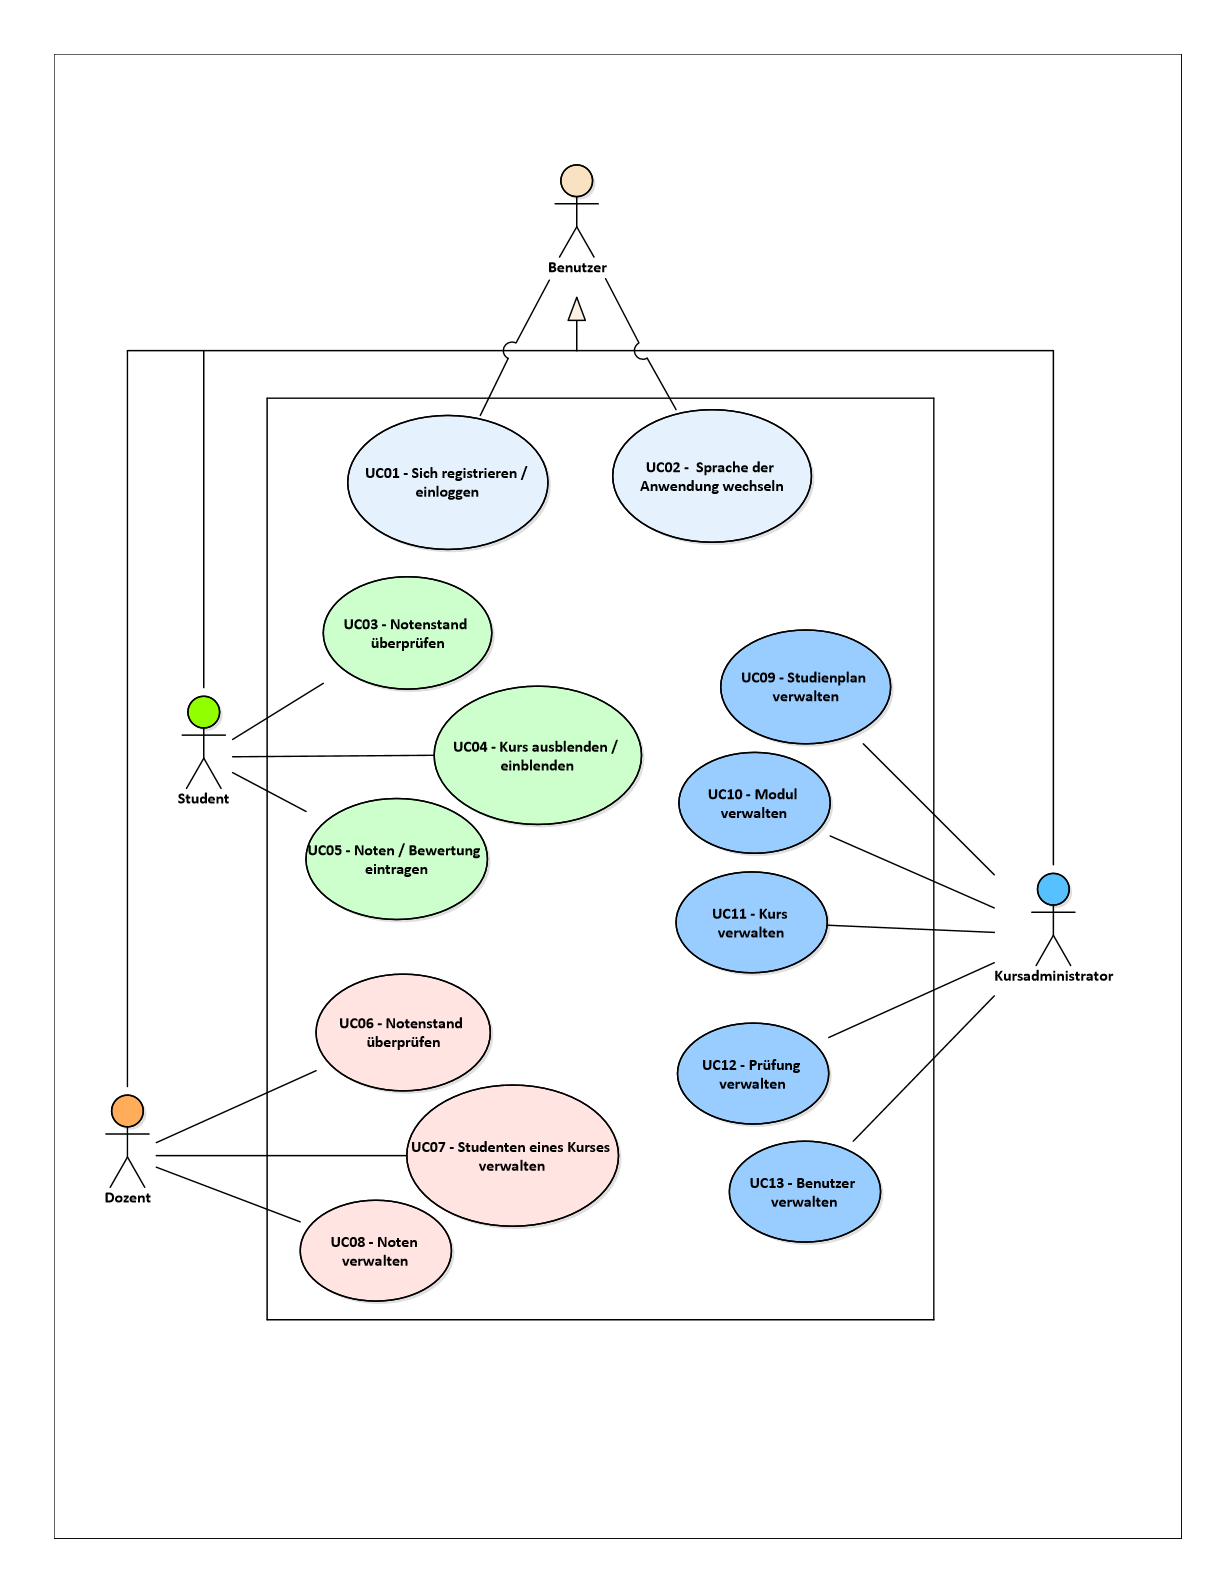 Benutzer
UC01 - Sich registrieren /
einloggen
UC02 -  Sprache der
Anwendung wechseln
UC03 - Notenstand
überprüfen
UC04 - Kurs ausblenden /
einblenden
Student
UC05 - Noten / Bewertung
eintragen
UC09 - Studienplan
verwalten
UC10 - Modul
verwalten
UC11 - Kurs
verwalten
Kursadministrator
UC06 - Notenstand
überprüfen
UC12 - Prüfung
verwalten
UC07 - Studenten eines Kurses
verwalten
Dozent
UC13 - Benutzer
verwalten
UC08 - Noten
verwalten